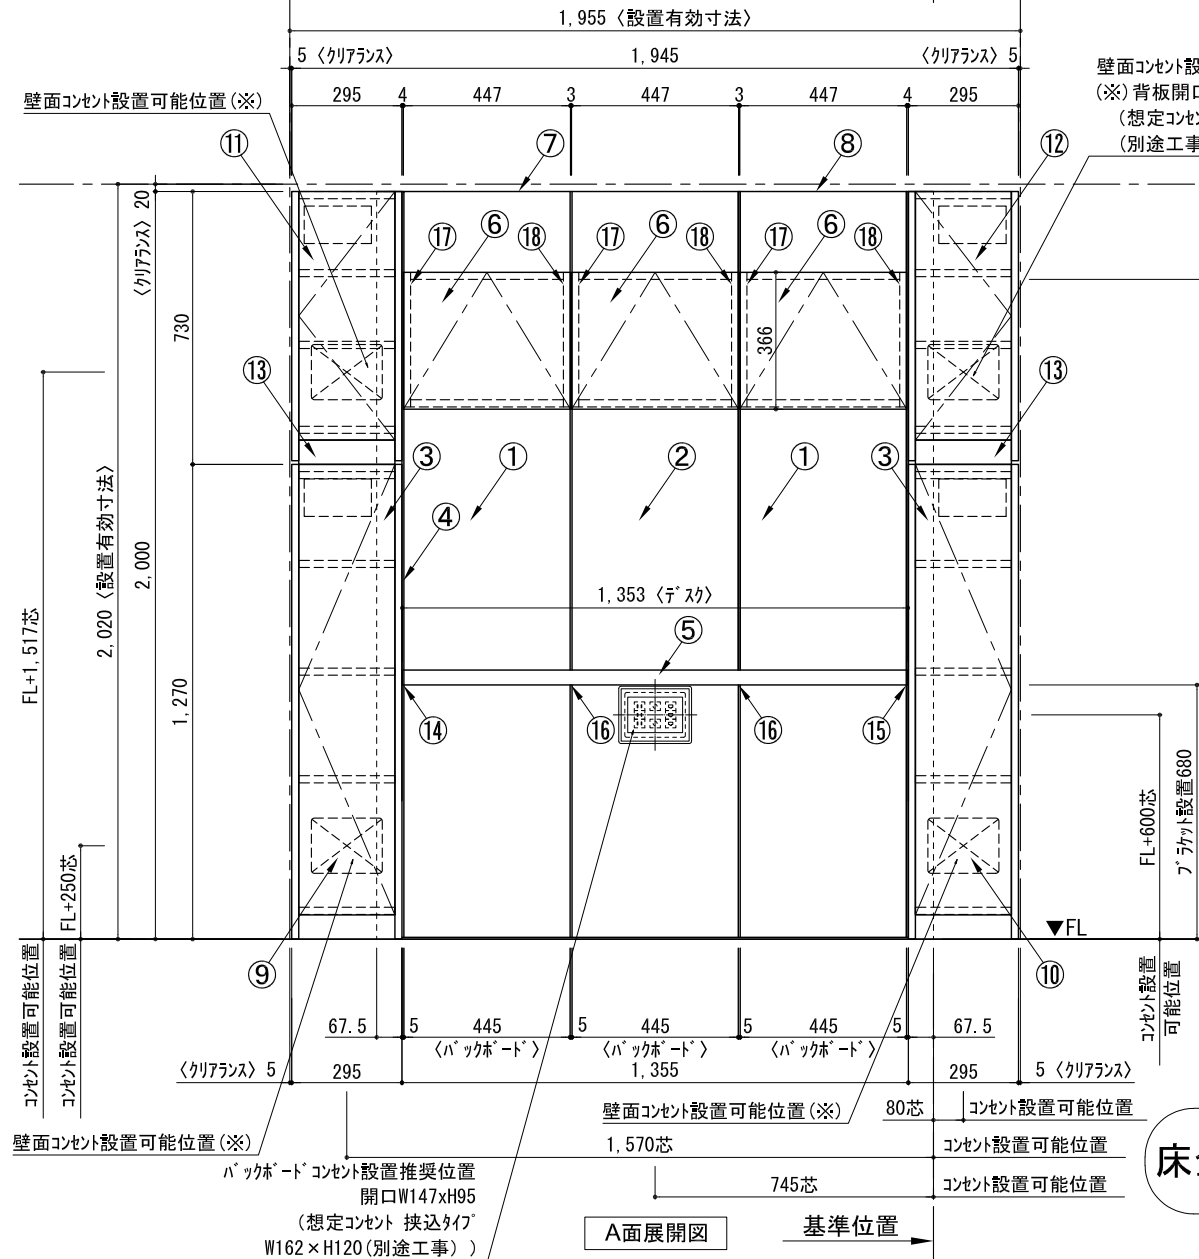 1,955 〈設置有効寸法〉
5 〈クリアランス〉 1,945 〈クリアランス〉 5
壁面コンセント設
(※)背板開口
(想定コンセン
(別途工事
壁面コンセント設置可能位置(※)
295 4 447 3 447 3 447 4 295
⑪ ⑦ ⑧ ⑫
〈クリアランス〉 20
⑰ ⑥ ⑱ ⑰ ⑥ ⑱ ⑰ ⑥ ⑱
730
366
⑬ ⑬
③ ① ② ① ③
④
2,020 〈設置有効寸法〉
2,000
1,353 〈デスク〉
FL+1,517芯
⑤
1,270
⑭ ⑯ ⑯ ⑮
FL+600芯
ブラケット設置680
FL+250芯
▼FL
⑨ ⑩
コンセント設置可能位置
コンセント設置可能位置
コンセント設置
可能位置
67.5 5 445 5 445 5 445 5 67.5
〈バックボード〉 〈バックボード〉 〈バックボード〉
〈クリアランス〉 5 295 1,355 295 5 〈クリアランス〉
壁面コンセント設置可能位置(※) 80芯 コンセント設置可能位置
壁面コンセント設置可能位置(※) 1,570芯 コンセント設置可能位置
バックボードコンセント設置推奨位置
開口W147xH95
(想定コンセント 挟込タイプ
W162×H120(別途工事) )
745芯 コンセント設置可能位置
A面展開図 基準位置
床